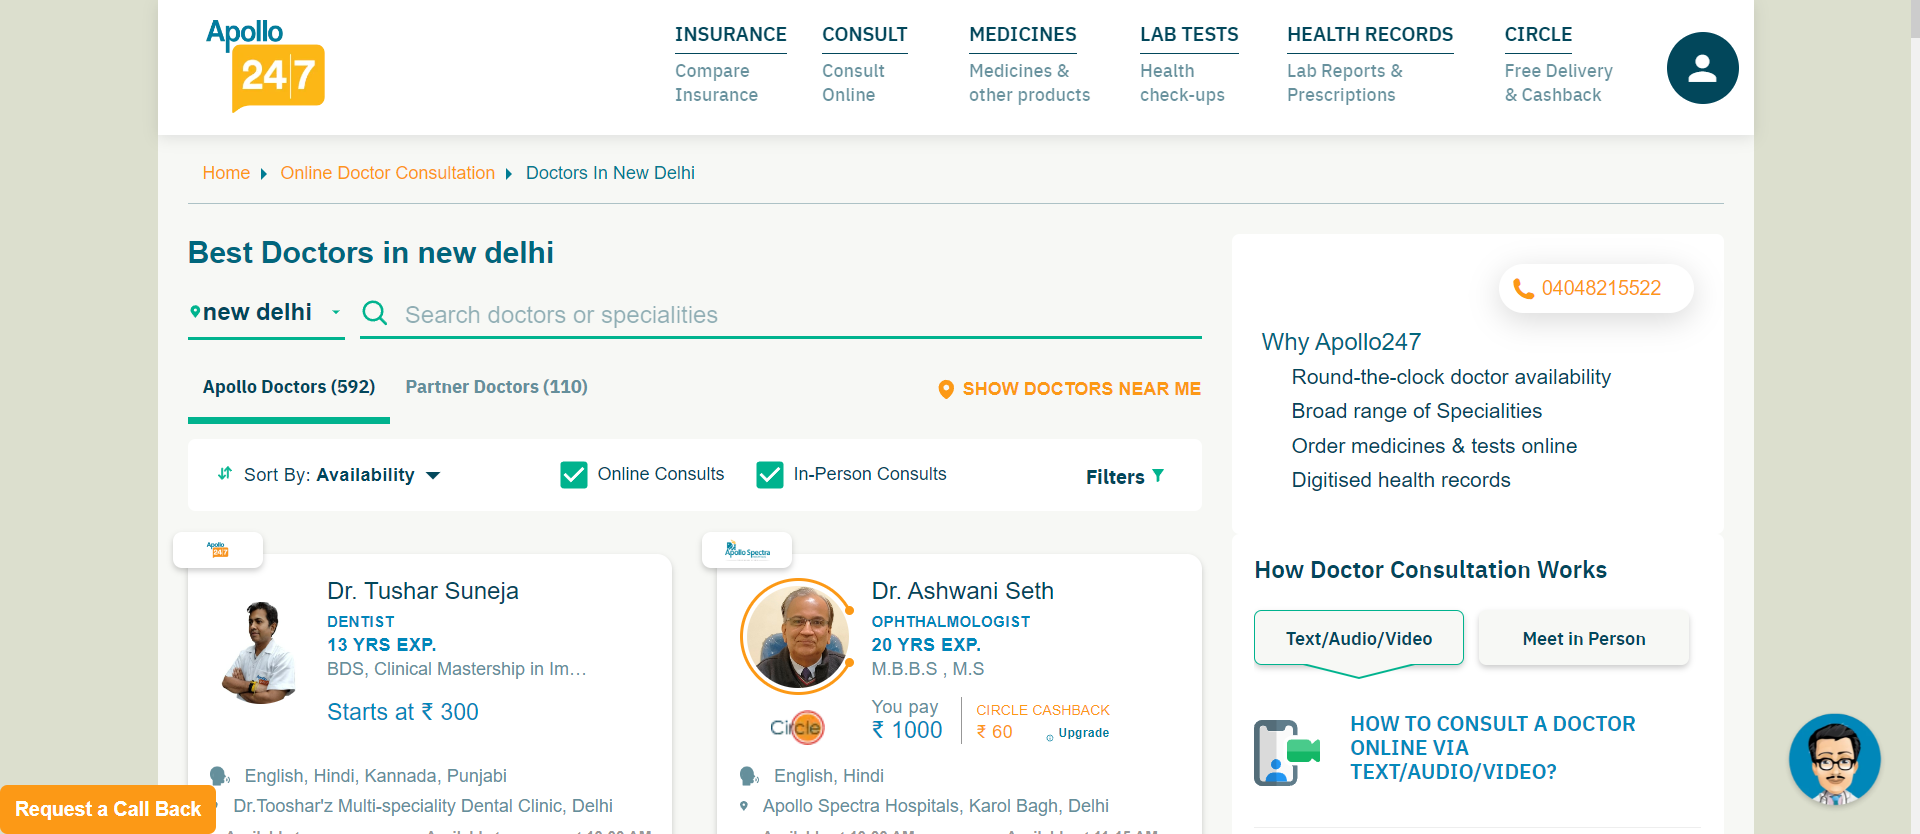 Apollo
24|7
INSURANCE
Compare
Insurance
CONSULT
Consult
Online
MEDICINES
Medicines &
other products
LAB TESTS
Health
check-ups
HEALTH RECORDS
Lab Reports &
Prescriptions
CIRCLE
Free Delivery
& Cashback
Home
Online Doctor Consultation
Doctors In New Delhi
Best Doctors in new delhi
new delhi
Search doctors or specialities
Apollo Doctors (592)
Partner Doctors (110)
SHOW DOCTORS NEAR ME
Sort By: Availability
Online Consults
In-Person Consults
Filters
Apollo
24|7
Dr. Tushar Suneja
DENTIST
13 YRS EXP.
BDS, Clinical Mastership in Im...
Starts at ₹ 300
English, Hindi, Kannada, Punjabi
Dr.Tooshar'z Multi-speciality Dental Clinic, Delhi
Apollo Spectra
Dr. Ashwani Seth
OPHTHALMOLOGIST
20 YRS EXP.
M.B.B.S , M.S
Circle
You pay
₹ 1000
CIRCLE CASHBACK
₹ 60
Upgrade
English, Hindi
Apollo Spectra Hospitals, Karol Bagh, Delhi
04048215522
Why Apollo247
Round-the-clock doctor availability
Broad range of Specialities
Order medicines & tests online
Digitised health records
How Doctor Consultation Works
Text/Audio/Video
Meet in Person
HOW TO CONSULT A DOCTOR
ONLINE VIA
TEXT/AUDIO/VIDEO?
Request a Call Back